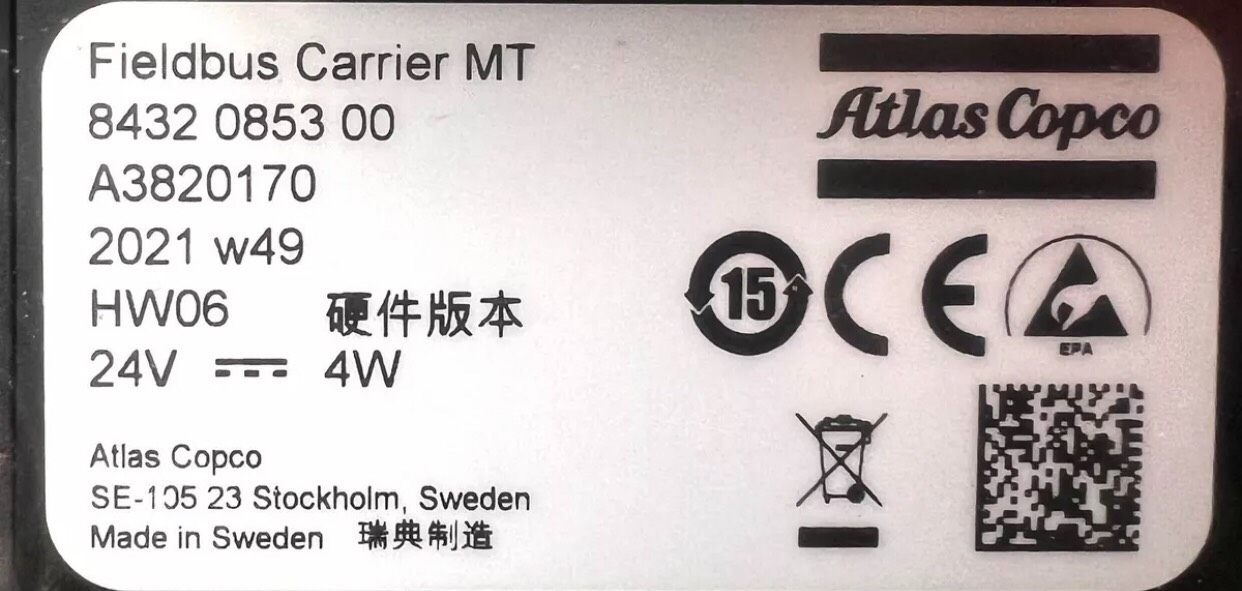 Fieldbus Carrier MT
8432 0853 00
A3820170
2021 w49
HW06 硬件版本
24V 4W
Atlas Copco
SE-105 23 Stockholm, Sweden
Made in Sweden 瑞典制造
Atlas Copco
15
CE
EPA